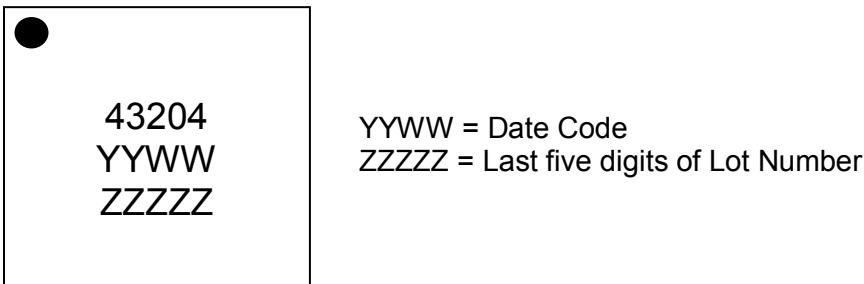 43204
YYWW
ZZZZZ
YYWW = Date Code
ZZZZZ = Last five digits of Lot Number